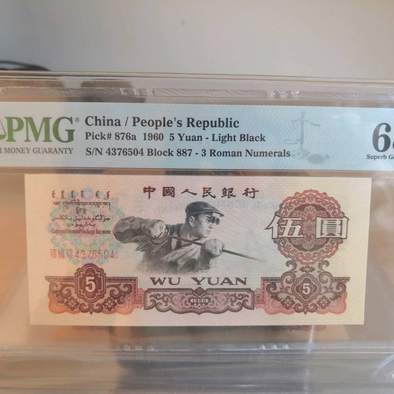 PMG
MONEY GUARANTY
China / People's Republic
Pick# 876a 1960 5 Yuan - Light Black
S/N 4376504 Block 887 - 3 Roman Numerals
6
Superb G
中國人民銀行
伍圓
4376504
WU YUAN
5
5